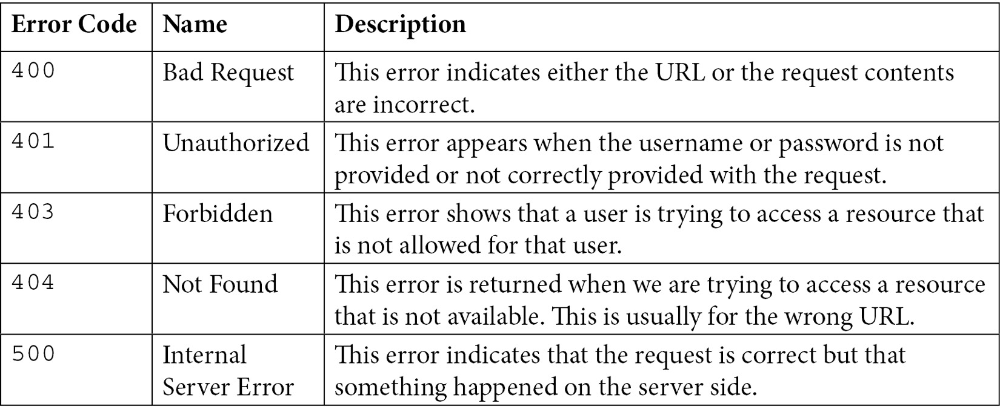 Error Code Name Description
400 Bad Request This error indicates either the URL or the request contents
are incorrect.
401 Unauthorized This error appears when the username or password is not
provided or not correctly provided with the request.
403 Forbidden This error shows that a user is trying to access a resource that
is not allowed for that user.
404 Not Found This error is returned when we are trying to access a resource
that is not available. This is usually for the wrong URL.
500 Internal This error indicates that the request is correct but that
Server Error something happened on the server side.